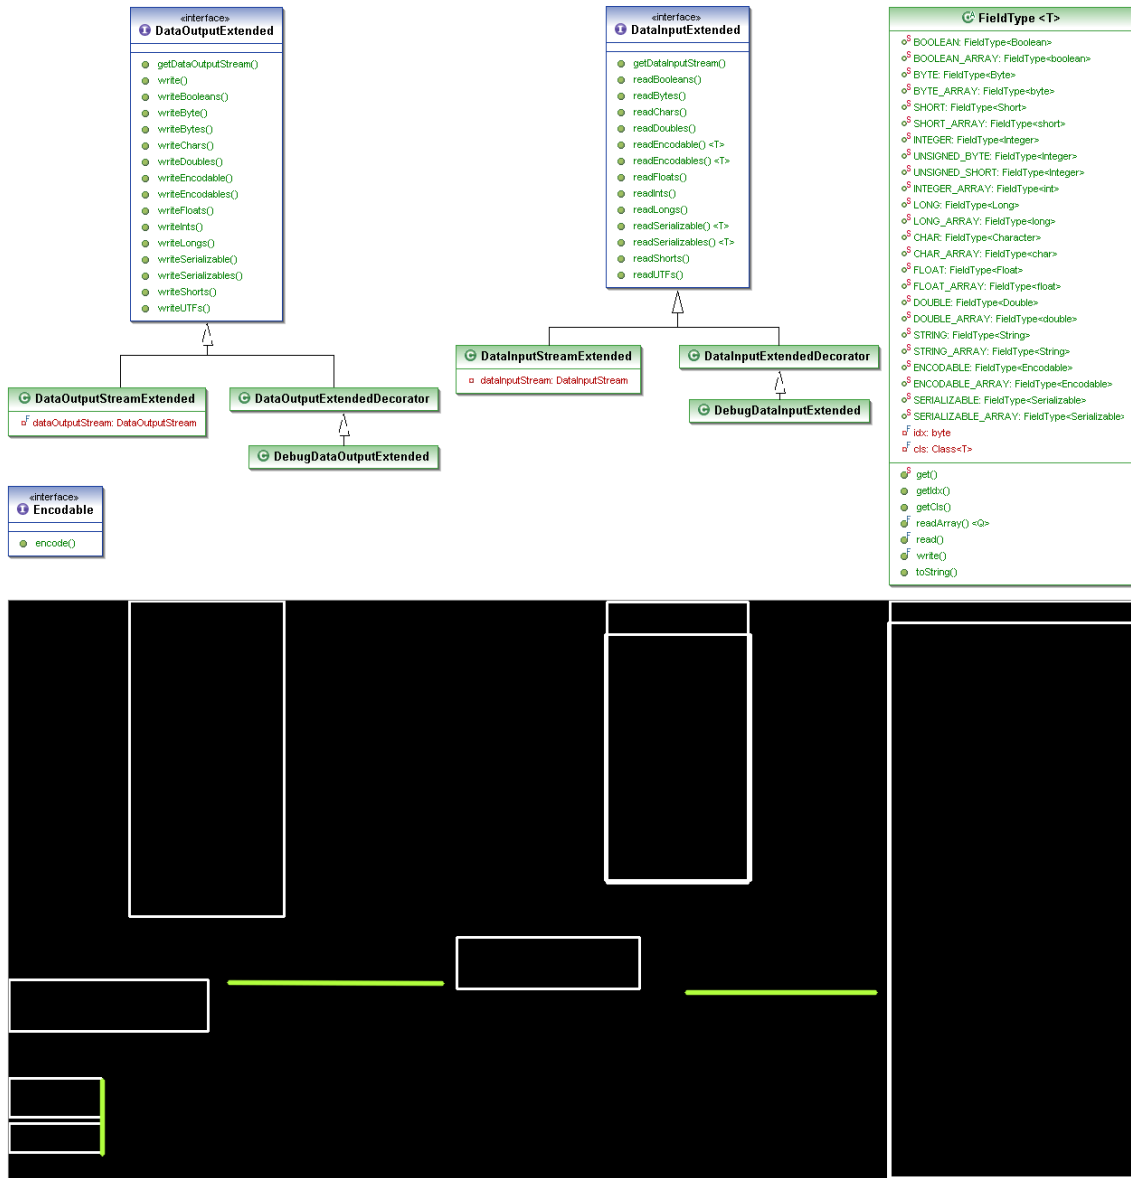 «interface»
DataOutputExtended
getDataOutputStream()
write()
writeBooleans()
writeByte()
writeBytes()
writeChars()
writeDoubles()
writeEncodable()
writeEncodables()
writeFloats()
writeInts()
writeLongs()
writeSerializable()
writeSerializables()
writeShorts()
writeUTFs()
DataOutputStreamExtended
dataOutputStream: DataOutputStream
DataOutputExtendedDecorator
DebugDataOutputExtended
«interface»
Encodable
encode()
«interface»
DataInputExtended
getDataInputStream()
readBooleans()
readBytes()
readChars()
readDoubles()
readEncodable() <T>
readEncodables() <T>
readFloats()
readInts()
readLongs()
readSerializable() <T>
readSerializables() <T>
readShorts()
readUTFs()
DataInputStreamExtended
dataInputStream: DataInputStream
DataInputExtendedDecorator
DebugDataInputExtended
FieldType <T>
BOOLEAN: FieldType<Boolean>
BOOLEAN_ARRAY: FieldType<boolean>
BYTE: FieldType<Byte>
BYTE_ARRAY: FieldType<byte>
SHORT: FieldType<Short>
SHORT_ARRAY: FieldType<short>
INTEGER: FieldType<Integer>
UNSIGNED_BYTE: FieldType<Integer>
UNSIGNED_SHORT: FieldType<Integer>
INTEGER_ARRAY: FieldType<int>
LONG: FieldType<Long>
LONG_ARRAY: FieldType<long>
CHAR: FieldType<Character>
CHAR_ARRAY: FieldType<char>
FLOAT: FieldType<Float>
FLOAT_ARRAY: FieldType<float>
DOUBLE: FieldType<Double>
DOUBLE_ARRAY: FieldType<double>
STRING: FieldType<String>
STRING_ARRAY: FieldType<String>
ENCODABLE: FieldType<Encodable>
ENCODABLE_ARRAY: FieldType<Encodable>
SERIALIZABLE: FieldType<Serializable>
SERIALIZABLE_ARRAY: FieldType<Serializable>
idx: byte
cls: Class<T>
get()
getIdx()
getCls()
readArray() <Q>
read()
write()
toString()